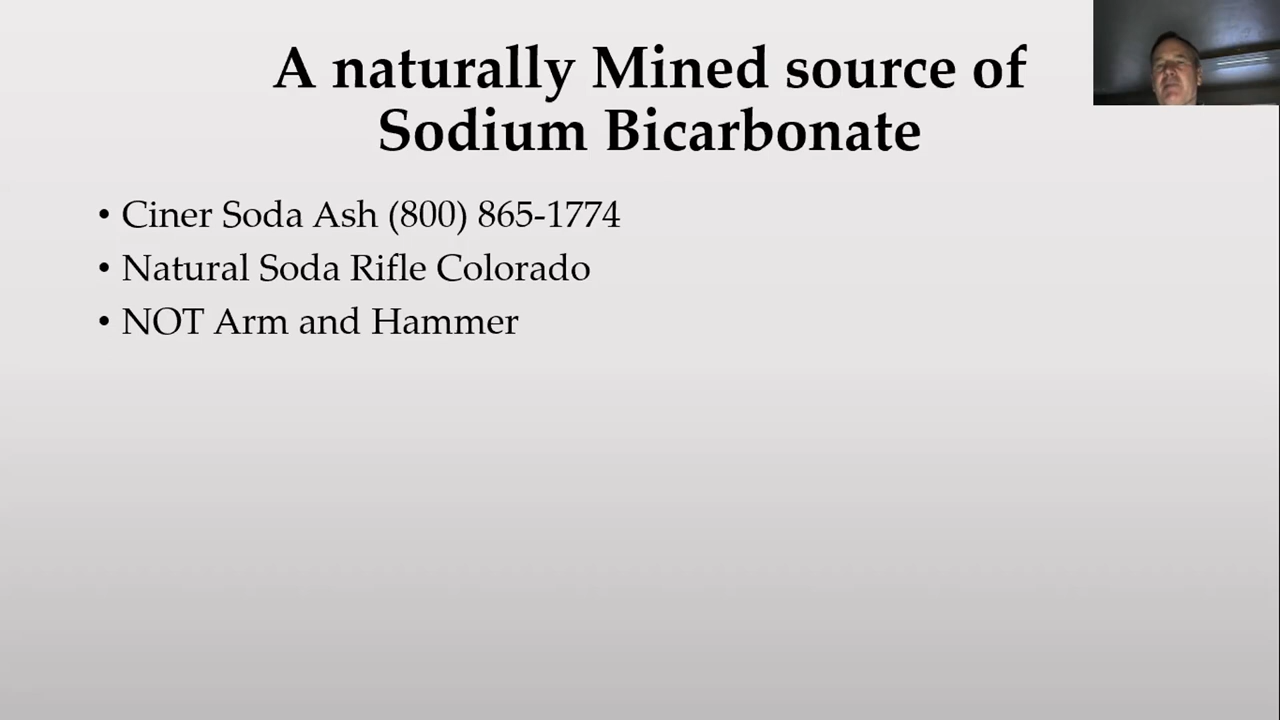 A naturally Mined source of
Sodium Bicarbonate
• Ciner Soda Ash (800) 865-1774
• Natural Soda Rifle Colorado
• NOT Arm and Hammer